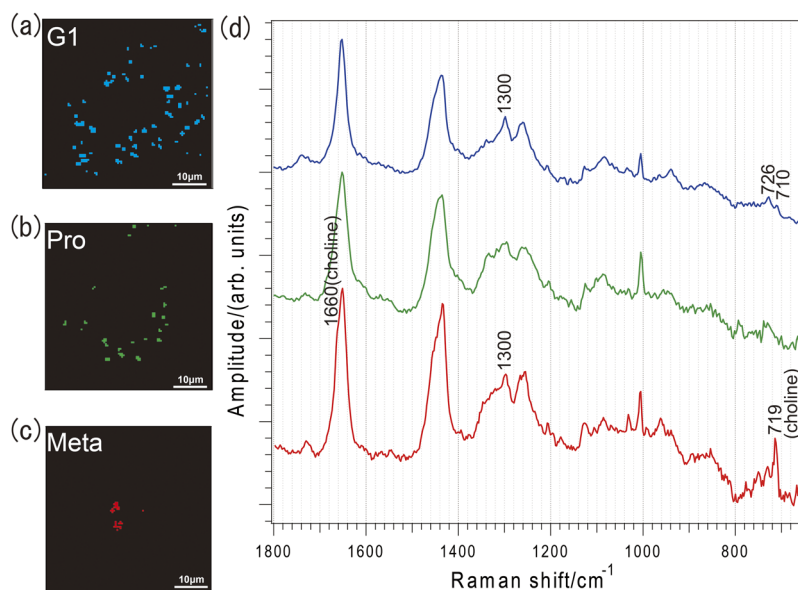 (a)
G1
10μm
(b)
Pro
10μm
(c)
Meta
10μm
(d)
Amplitude/(arb. units)
1300
726
710
1660(choline)
1300
719
(choline)
1800
1600
1400
1200
1000
800
Raman shift/cm⁻¹